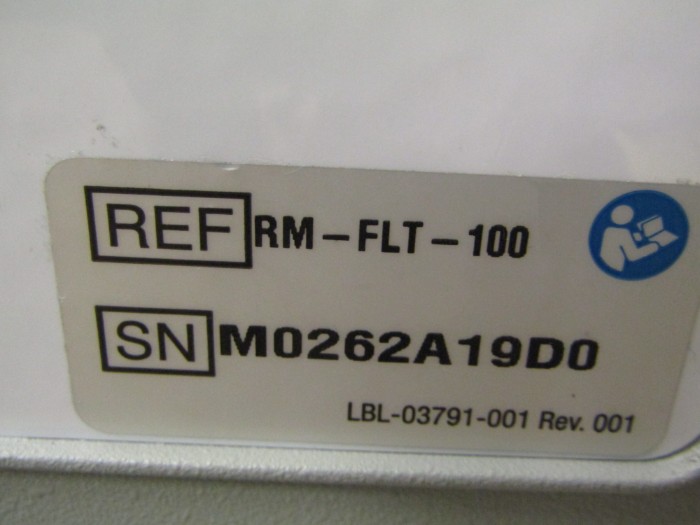 REF RM-FLT-100
SN M0262A19D0
LBL-03791-001 Rev. 001